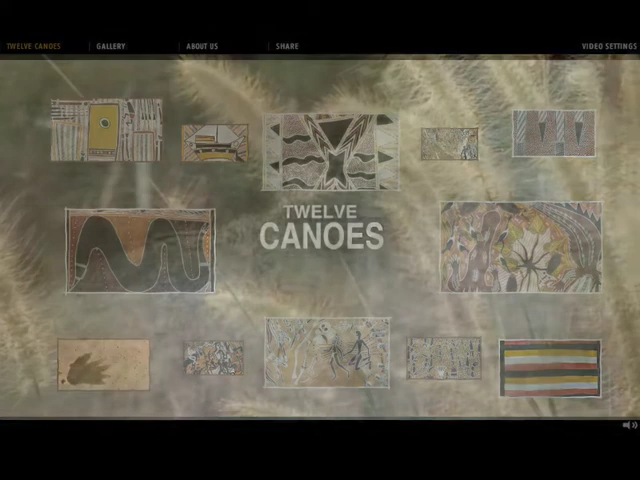 TWELVE CANOES
GALLERY
ABOUT US
SHARE
VIDEO SETTINGS
TWELVE
CANOES